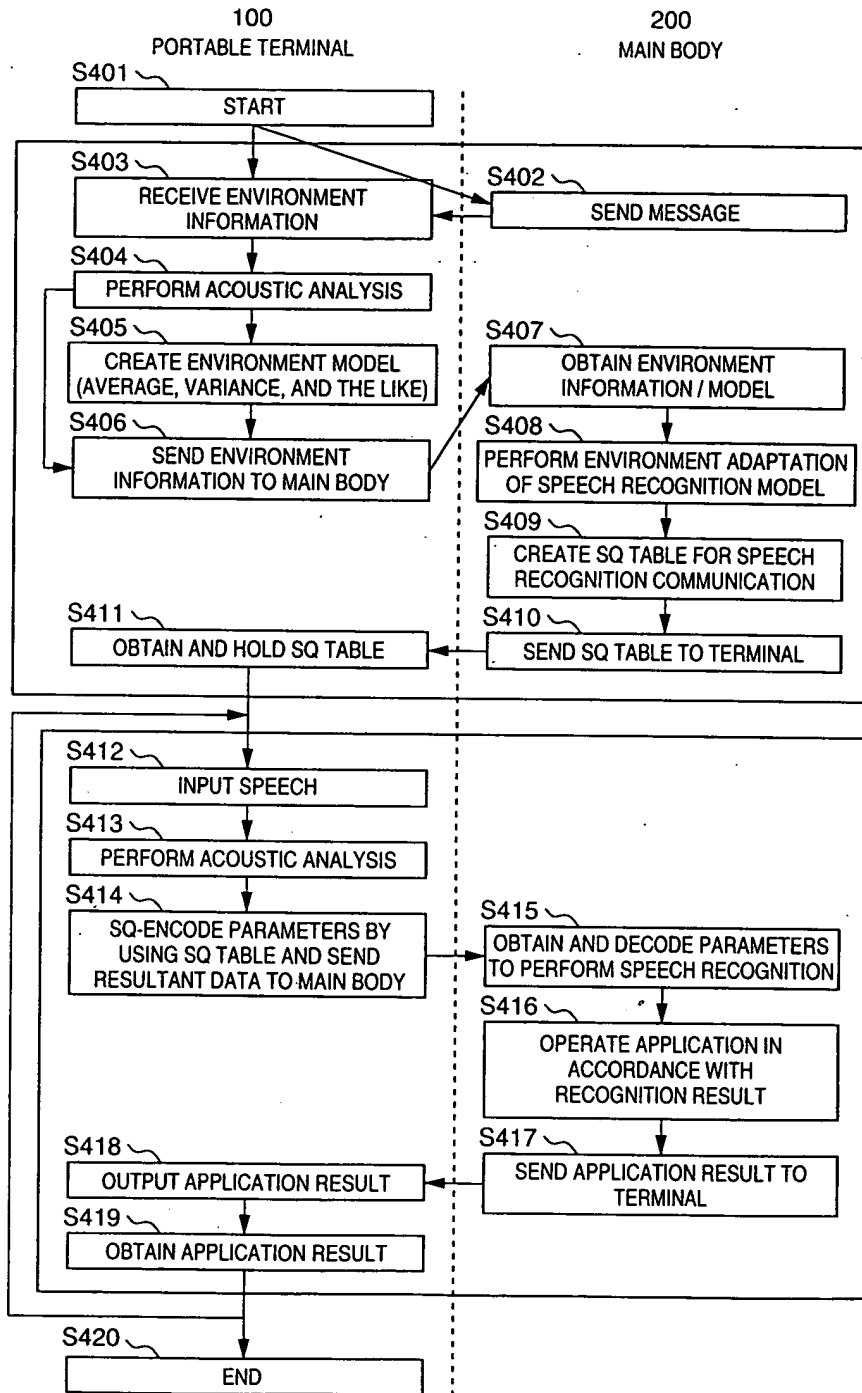 100
PORTABLE TERMINAL
200
MAIN BODY
S401
START
S402
SEND MESSAGE
S403
RECEIVE ENVIRONMENT
INFORMATION
S404
PERFORM ACOUSTIC ANALYSIS
S405
CREATE ENVIRONMENT MODEL
(AVERAGE, VARIANCE, AND THE LIKE)
S406
SEND ENVIRONMENT
INFORMATION TO MAIN BODY
S407
OBTAIN ENVIRONMENT
INFORMATION / MODEL
S408
PERFORM ENVIRONMENT ADAPTATION
OF SPEECH RECOGNITION MODEL
S409
CREATE SQ TABLE FOR SPEECH
RECOGNITION COMMUNICATION
S410
SEND SQ TABLE TO TERMINAL
S411
OBTAIN AND HOLD SQ TABLE
S412
INPUT SPEECH
S413
PERFORM ACOUSTIC ANALYSIS
S414
SQ-ENCODE PARAMETERS BY
USING SQ TABLE AND SEND
RESULTANT DATA TO MAIN BODY
S415
OBTAIN AND DECODE PARAMETERS
TO PERFORM SPEECH RECOGNITION
S416
OPERATE APPLICATION IN
ACCORDANCE WITH
RECOGNITION RESULT
S417
SEND APPLICATION RESULT TO
TERMINAL
S418
OUTPUT APPLICATION RESULT
S419
OBTAIN APPLICATION RESULT
S420
END